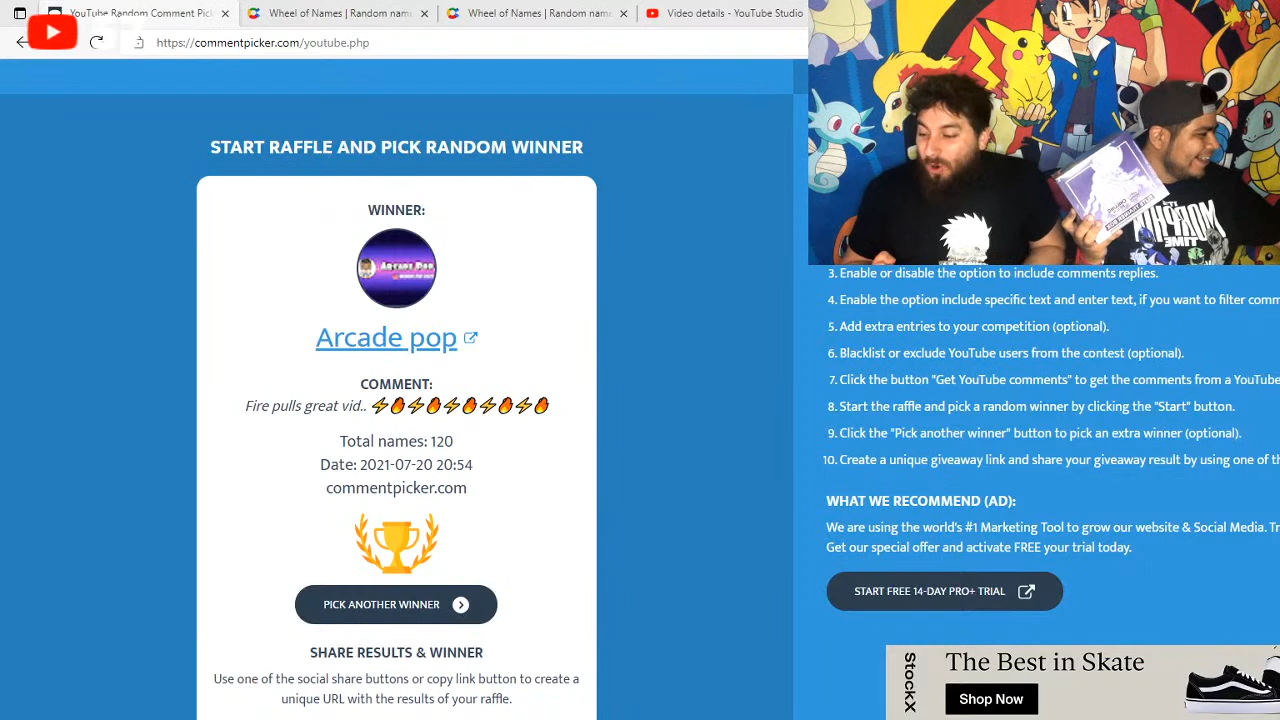 YouTube Random Comment Pick
Wheel of Names | Random nam
Wheel of Names | Random nam
Video details - YouTube Studio
https://commentpicker.com/youtube.php
START RAFFLE AND PICK RANDOM WINNER
WINNER:
ARCADE POP
Arcade pop
COMMENT:
Fire pulls great vid.. ⚡🔥⚡🔥⚡🔥⚡🔥⚡🔥
Total names: 120
Date: 2021-07-20 20:54
commentpicker.com
PICK ANOTHER WINNER
SHARE RESULTS & WINNER
Use one of the social share buttons or copy link button to create a
unique URL with the results of your raffle.
IT'S
MORPHIN
TIME
3. Enable or disable the option to include comments replies.
4. Enable the option include specific text and enter text, if you want to filter comm
5. Add extra entries to your competition (optional).
6. Blacklist or exclude YouTube users from the contest (optional).
7. Click the button "Get YouTube comments" to get the comments from a YouTube
8. Start the raffle and pick a random winner by clicking the "Start" button.
9. Click the "Pick another winner" button to pick an extra winner (optional).
10. Create a unique giveaway link and share your giveaway result by using one of th
WHAT WE RECOMMEND (AD):
We are using the world's #1 Marketing Tool to grow our website & Social Media. Tr
Get our special offer and activate FREE your trial today.
START FREE 14-DAY PRO+ TRIAL
StockX
The Best in Skate
Shop Now